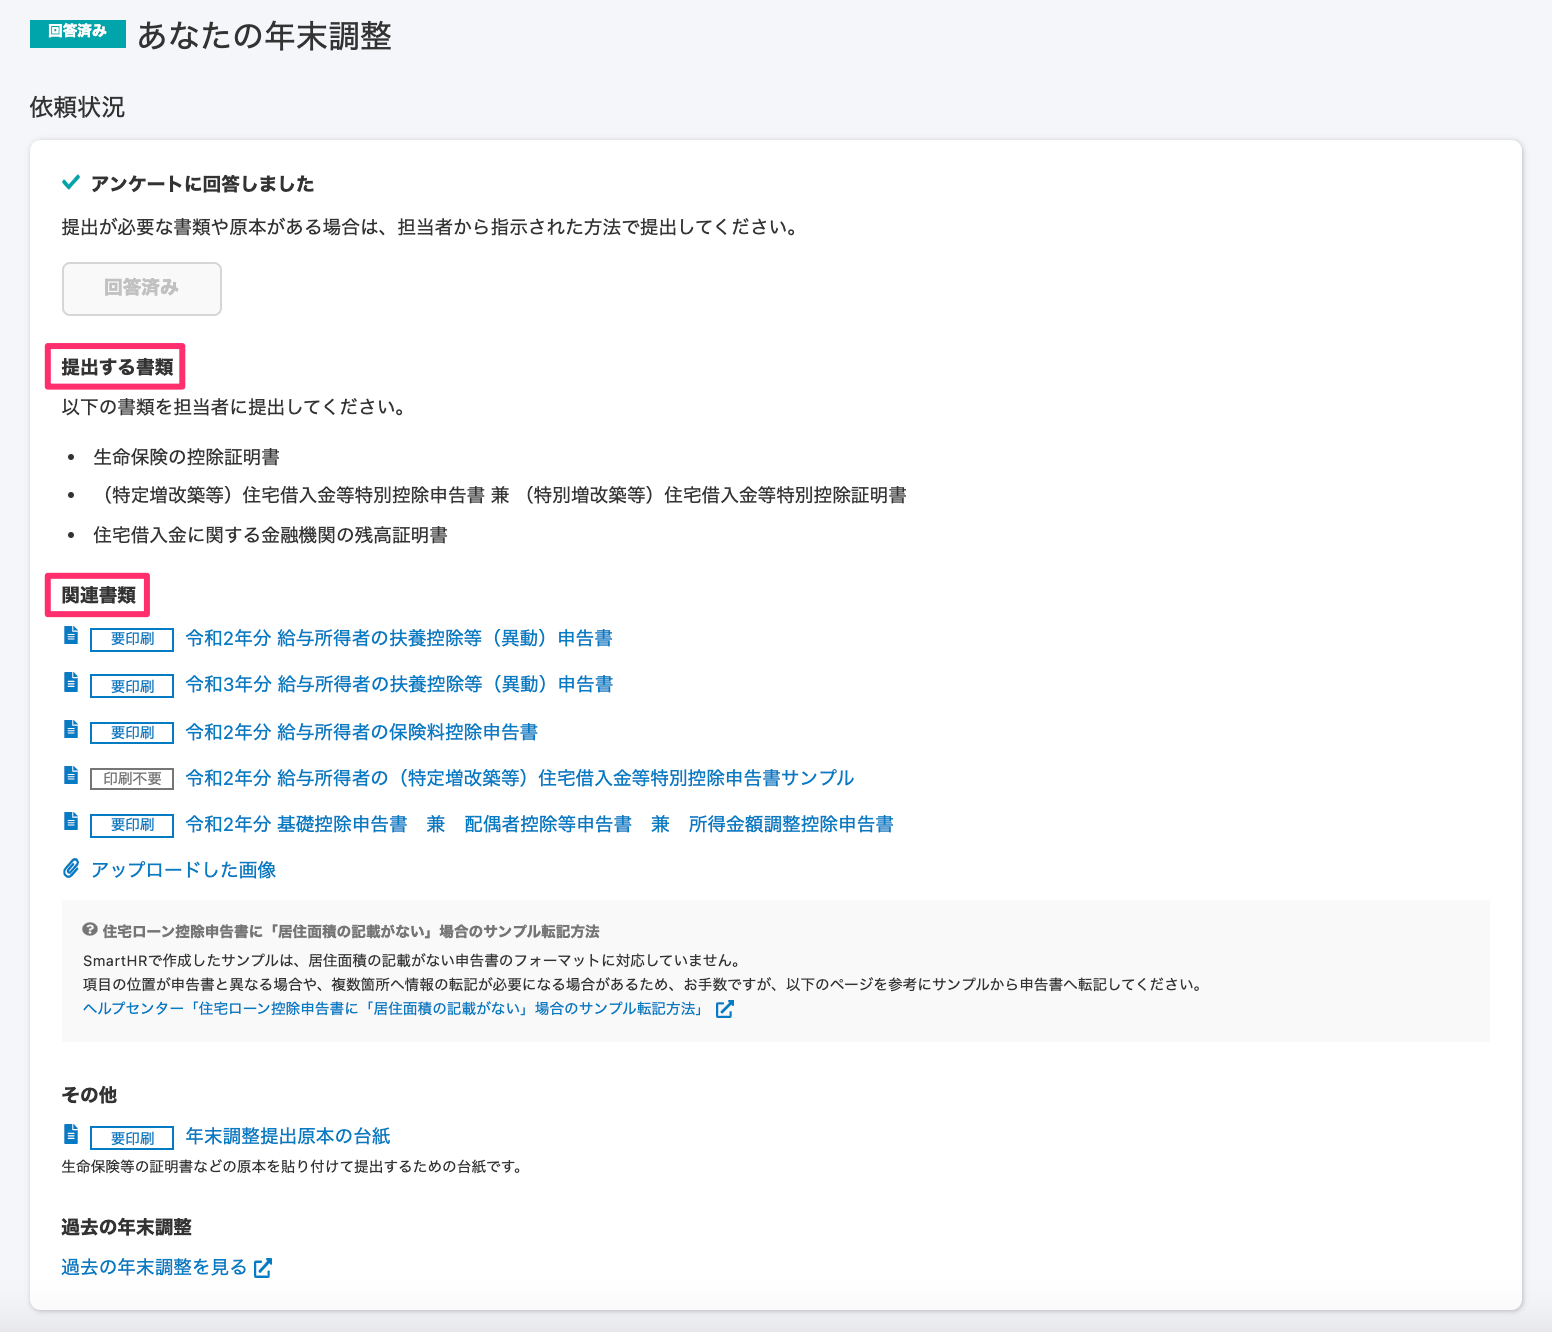 回答済み あなたの年末調整
依頼状況
アンケートに回答しました
提出が必要な書類や原本がある場合は、担当者から指示された方法で提出してください。
回答済み
提出する書類
以下の書類を担当者に提出してください。
• 生命保険の控除証明書
• （特定増改築等）住宅借入金等特別控除申告書 兼 （特別増改築等）住宅借入金等特別控除証明書
• 住宅借入金に関する金融機関の残高証明書
関連書類
要印刷 令和2年分 給与所得者の扶養控除等（異動）申告書
要印刷 令和3年分 給与所得者の扶養控除等（異動）申告書
要印刷 令和2年分 給与所得者の保険料控除申告書
印刷不要 令和2年分 給与所得者の（特定増改築等）住宅借入金等特別控除申告書サンプル
要印刷 令和2年分 基礎控除申告書　兼　配偶者控除等申告書　兼　所得金額調整控除申告書
アップロードした画像
住宅ローン控除申告書に「居住面積の記載がない」場合のサンプル転記方法
SmartHRで作成したサンプルは、居住面積の記載がない申告書のフォーマットに対応していません。
項目の位置が申告書と異なる場合や、複数箇所へ情報の転記が必要になる場合があるため、お手数ですが、以下のページを参考にサンプルから申告書へ転記してください。
ヘルプセンター「住宅ローン控除申告書に「居住面積の記載がない」場合のサンプル転記方法」
その他
要印刷 年末調整提出原本の台紙
生命保険等の証明書などの原本を貼り付けて提出するための台紙です。
過去の年末調整
過去の年末調整を見る